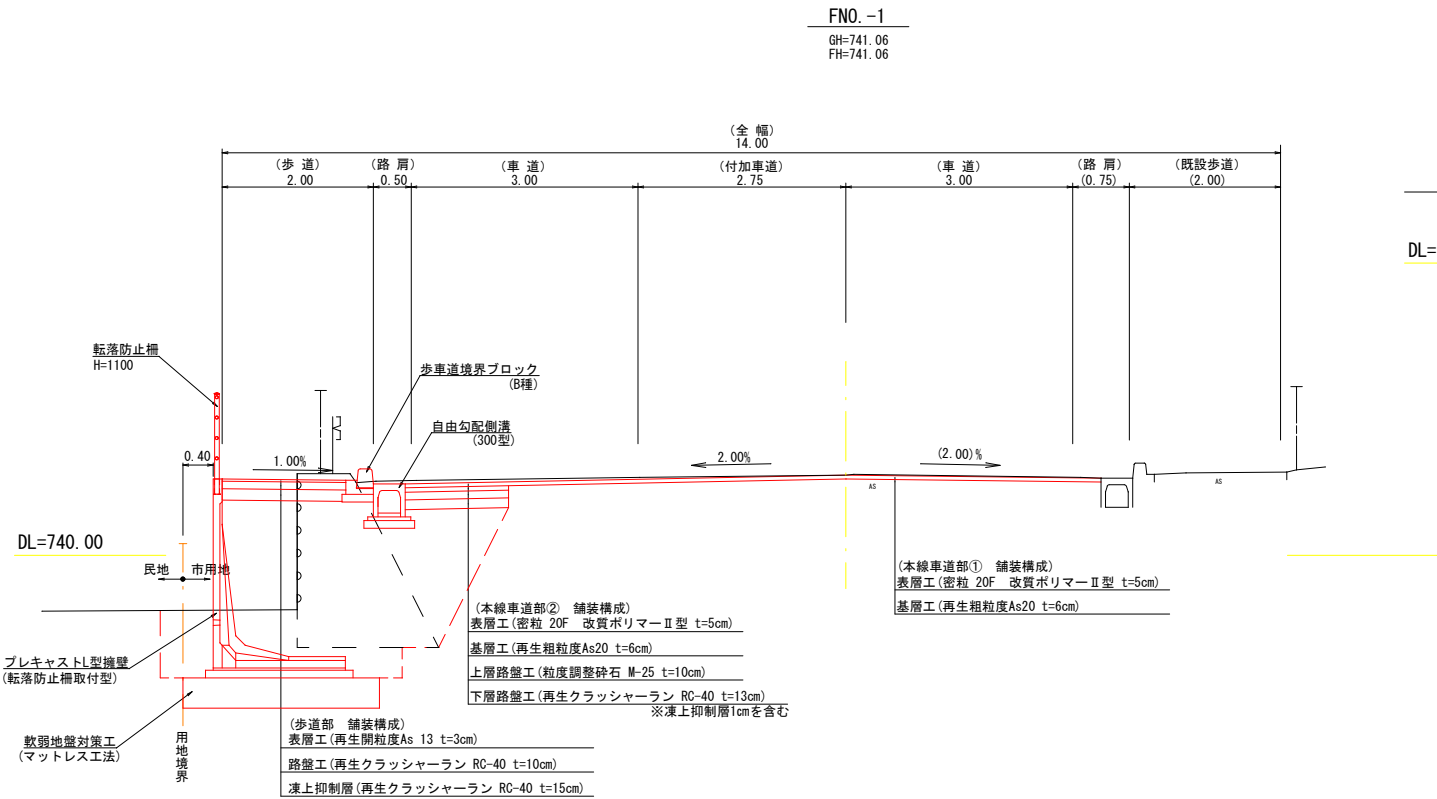 FNO.-1
GH=741.06
FH=741.06
(全 幅)
14.00
(歩 道)
2.00
(路 肩)
0.50
(車 道)
3.00
(付加車道)
2.75
(車 道)
3.00
(路 肩)
(0.75)
(既設歩道)
(2.00)
DL=
転落防止柵
H=1100
歩車道境界ブロック
(B種)
自由勾配側溝
(300型)
0.40
1.00%
2.00%
(2.00)%
AS
AS
DL=740.00
民地
市用地
(本線車道部① 舗装構成)
表層工(密粒 20F 改質ポリマーⅡ型 t=5cm)
基層工(再生粗粒度As20 t=6cm)
(本線車道部② 舗装構成)
表層工(密粒 20F 改質ポリマーⅡ型 t=5cm)
基層工(再生粗粒度As20 t=6cm)
上層路盤工(粒度調整砕石 M-25 t=10cm)
下層路盤工(再生クラッシャーラン RC-40 t=13cm)
※凍上抑制層1cmを含む
プレキャストL型擁壁
(転落防止柵取付型)
軟弱地盤対策工
(マットレス工法)
用地境界
(歩道部 舗装構成)
表層工(再生開粒度As 13 t=3cm)
路盤工(再生クラッシャーラン RC-40 t=10cm)
凍上抑制層(再生クラッシャーラン RC-40 t=15cm)